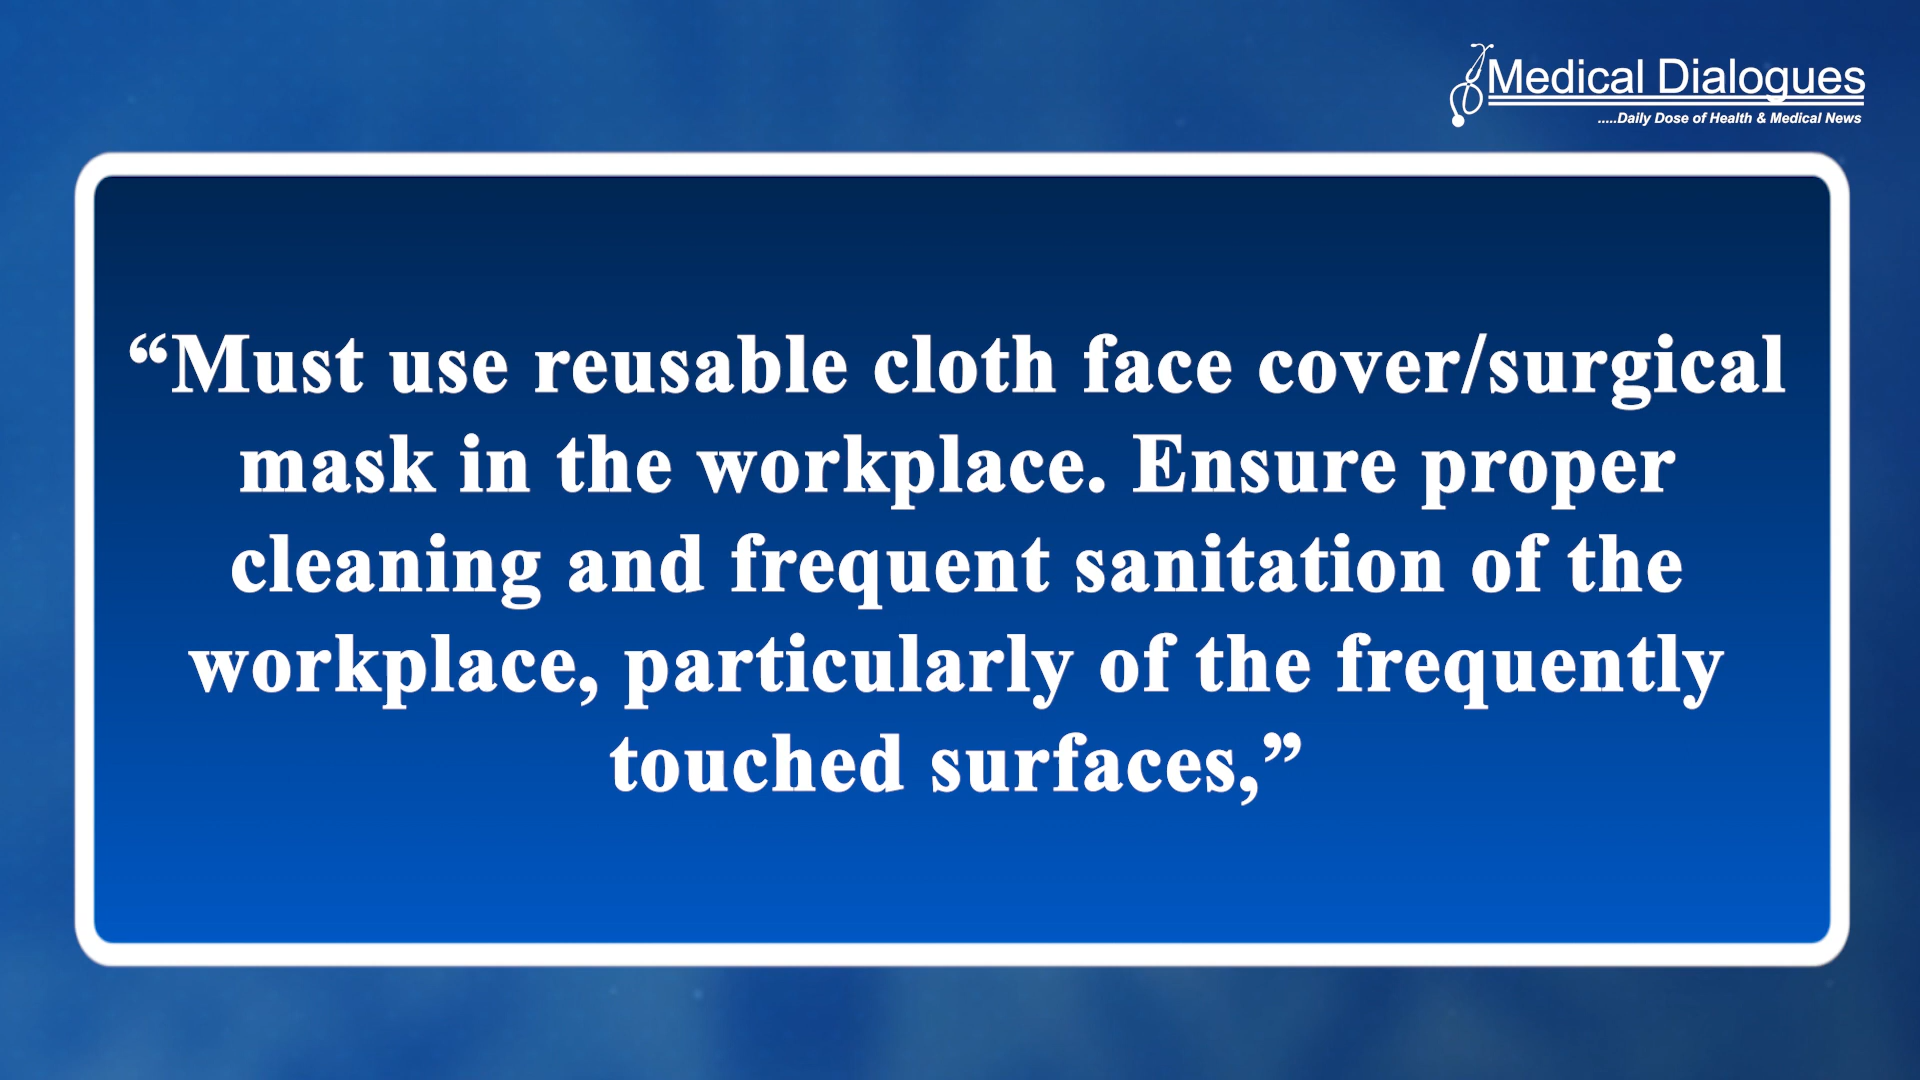 Medical Dialogues
.....Daily Dose of Health & Medical News
“Must use reusable cloth face cover/surgical
mask in the workplace. Ensure proper
cleaning and frequent sanitation of the
workplace, particularly of the frequently
touched surfaces,”